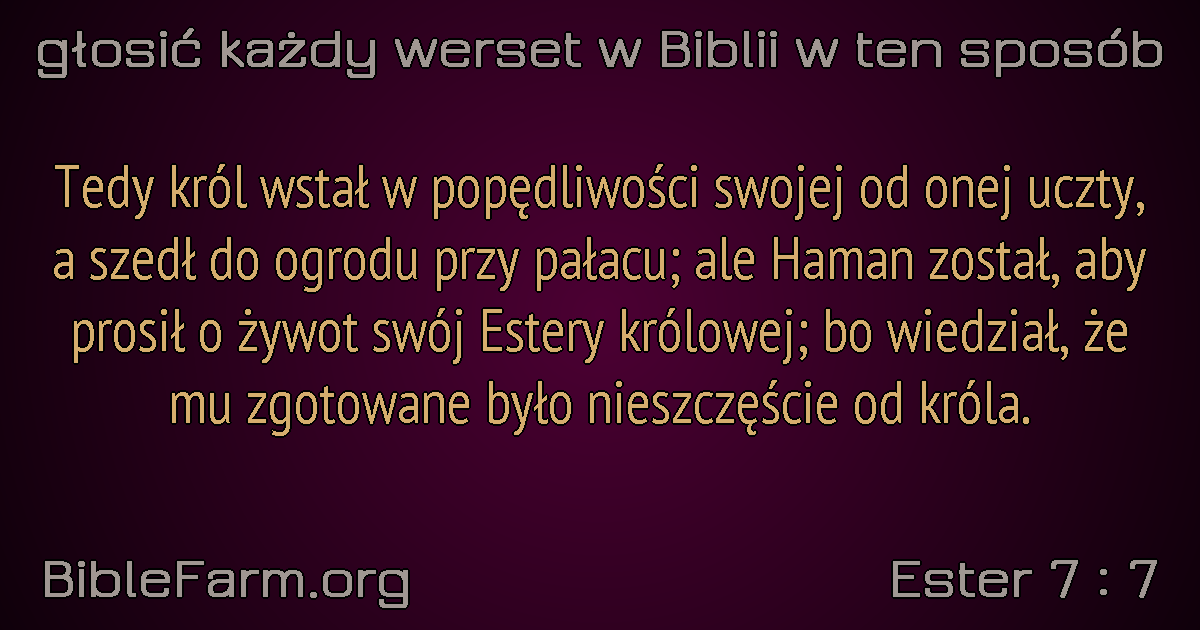 głosić każdy werset w Biblii w ten sposób
Tedy król wstał w popędliwości swojej od onej uczty,
a szedł do ogrodu przy pałacu; ale Haman został, aby
prosił o żywot swój Estery królowej; bo wiedział, że
mu zgotowane było nieszczęście od króla.
BibleFarm.org
Ester 7 : 7